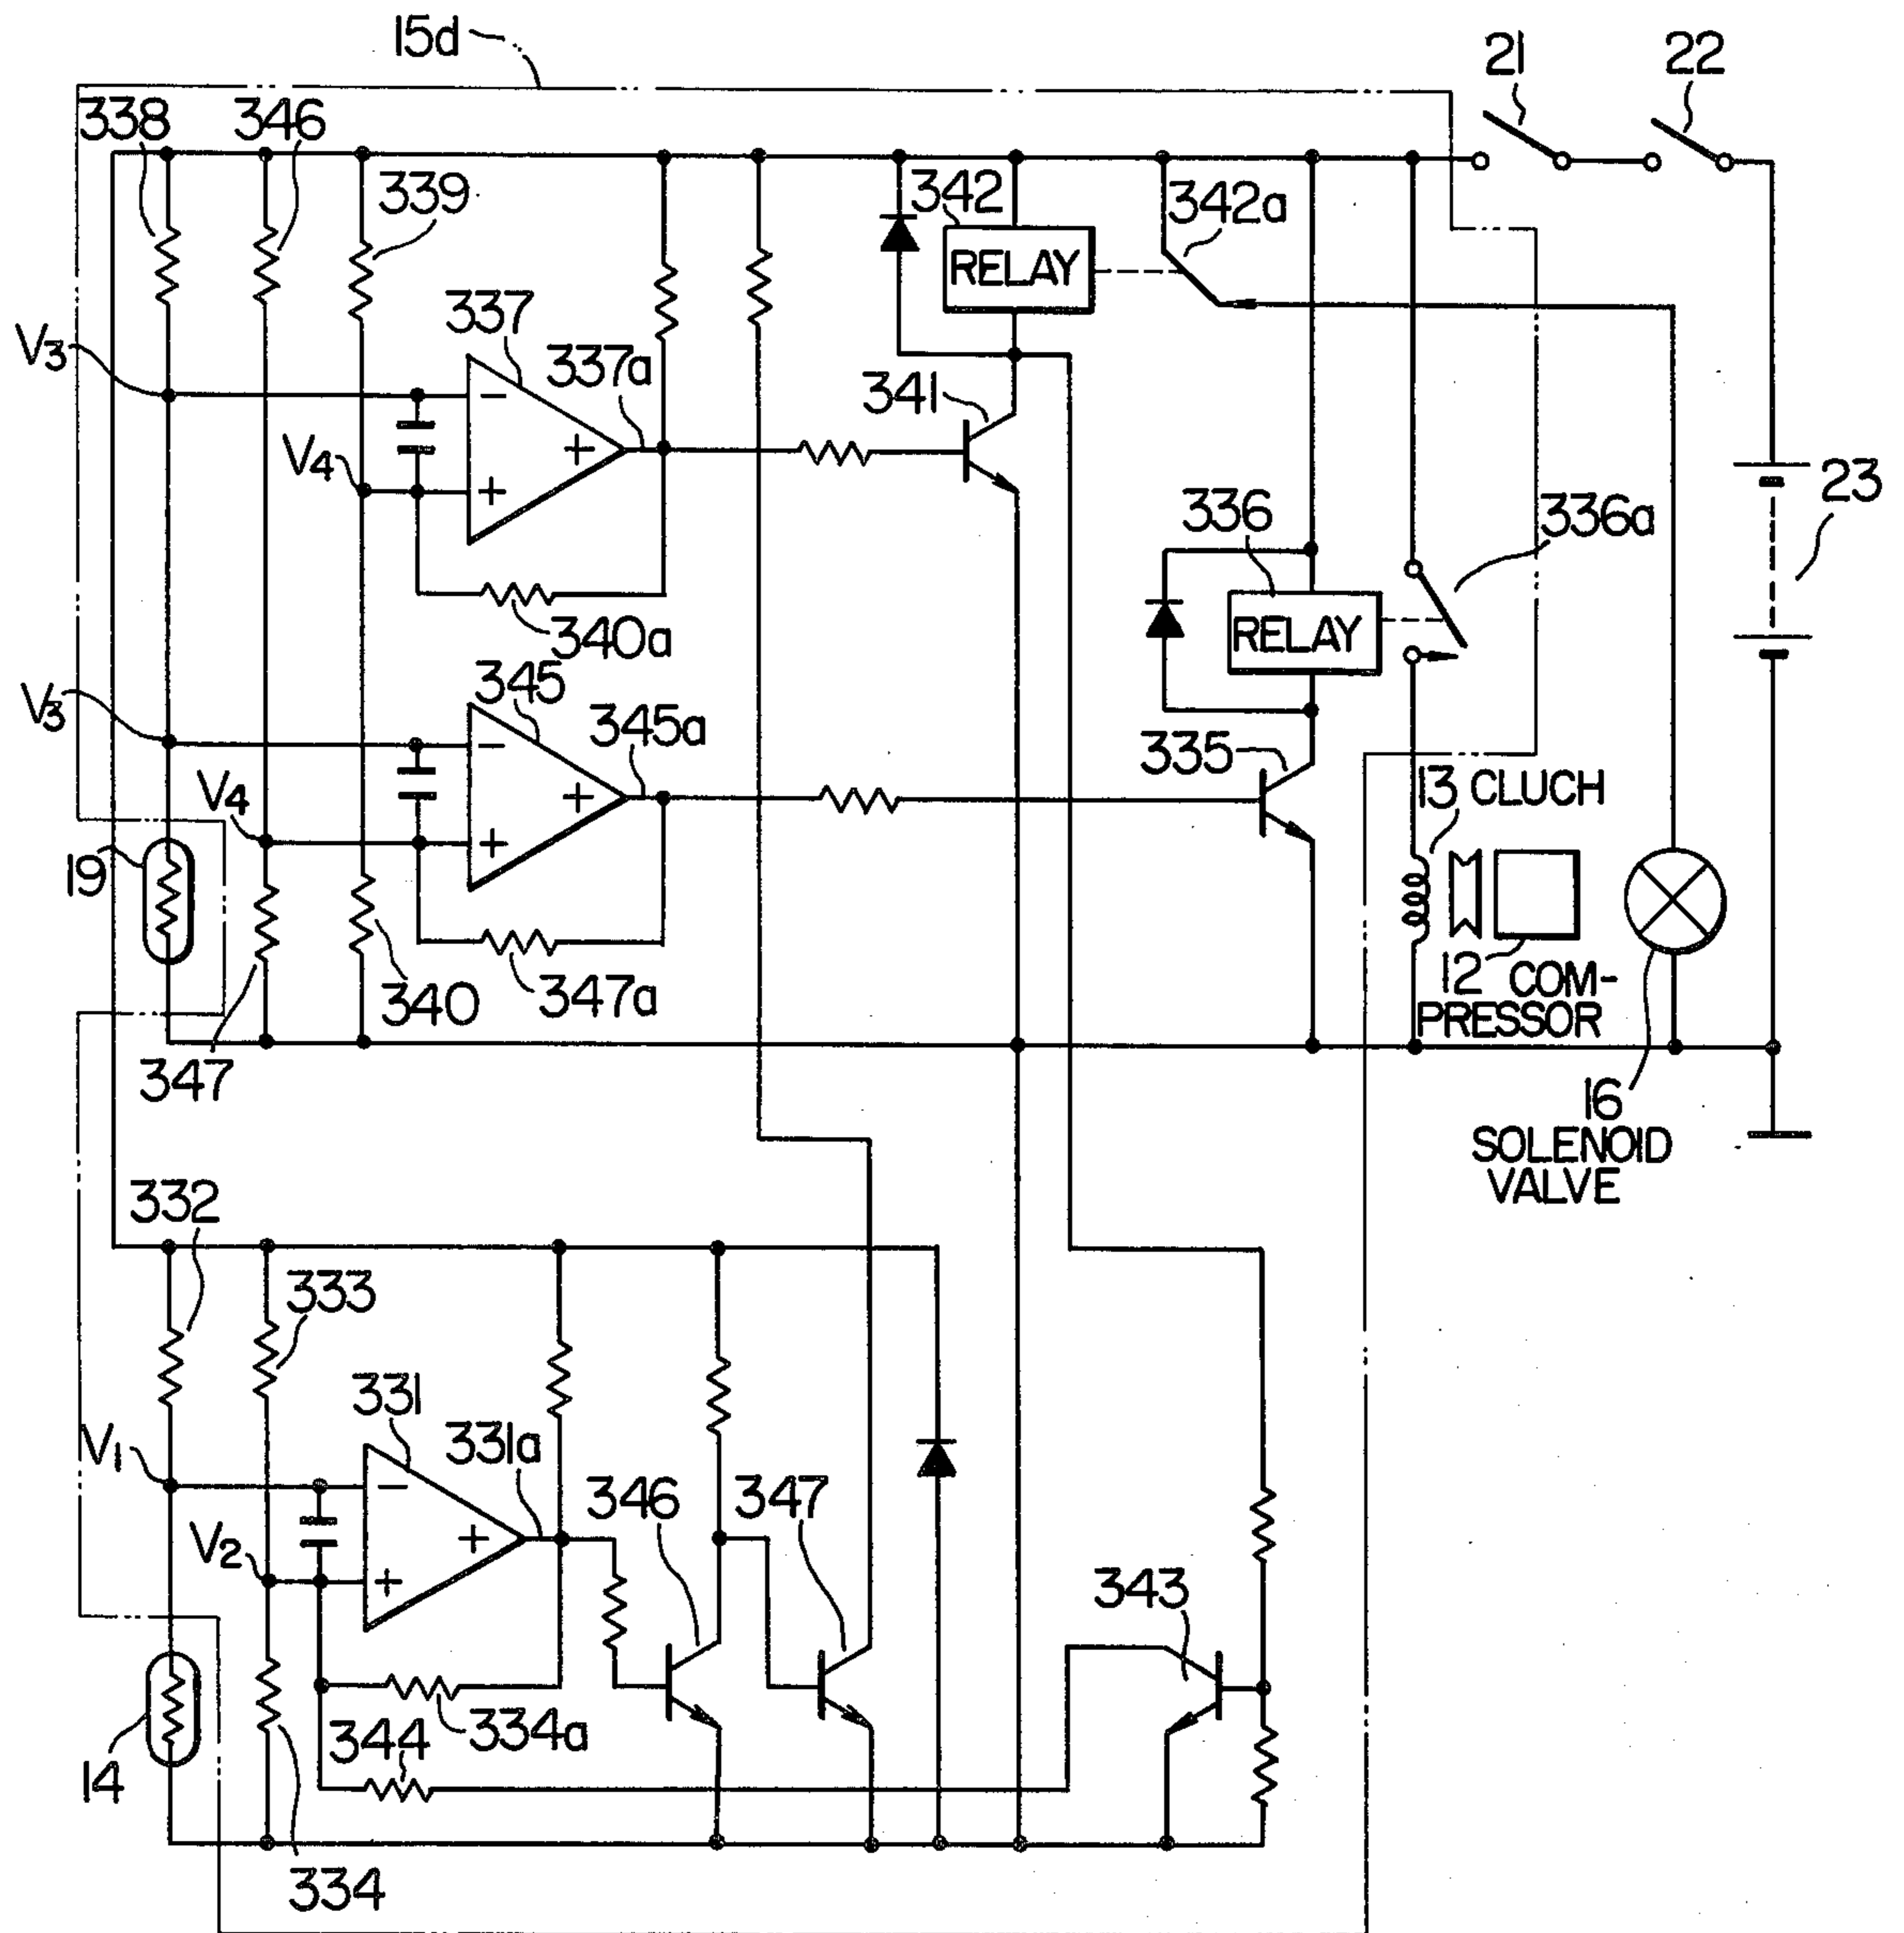 15d
21
22
338
346
339
342
342a
RELAY
337
337a
V3
341
V4
23
336
336a
RELAY
340a
345
345a
V3
335
V4
13 CLUCH
19
12 COM-
PRESSOR
340
347a
347
16
SOLENOID
VALVE
332
333
331
331a
V1
346
347
V2
343
334a
344
14
334
- + +
- + +
- + +